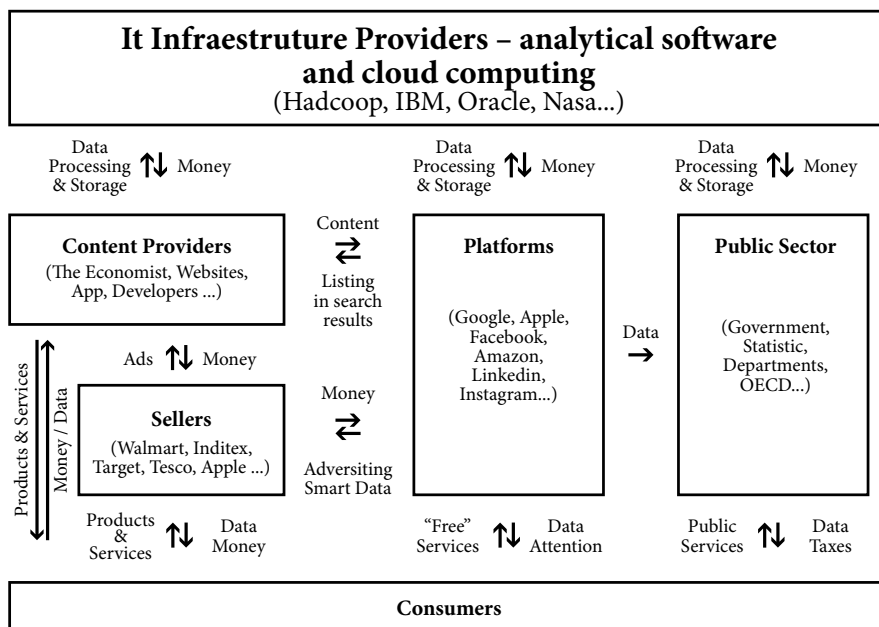 It Infraestruture Providers – analytical software
and cloud computing
(Hadcoop, IBM, Oracle, Nasa...)
Data
Processing
& Storage
Money
Data
Processing
& Storage
Money
Data
Processing
& Storage
Money
Content Providers
(The Economist, Websites,
App, Developers ...)
Content
Listing
in search
results
Platforms
(Google, Apple,
Facebook,
Amazon,
Linkedin,
Instagram...)
Data
Public Sector
(Government,
Statistic,
Departments,
OECD...)
Products & Services
Money / Data
Ads
Money
Sellers
(Walmart, Inditex,
Target, Tesco, Apple ...)
Money
Adversiting
Smart Data
Products
&
Services
Data
Money
“Free”
Services
Data
Attention
Public
Services
Data
Taxes
Consumers